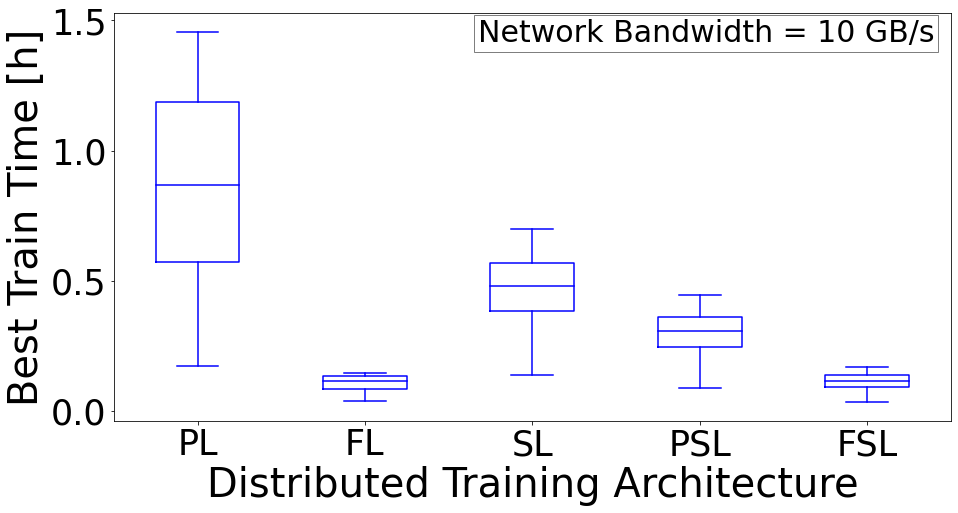 Network Bandwidth = 10 GB/s
Best Train Time [h]
1.5
1.0
0.5
0.0
PL FL SL PSL FSL
Distributed Training Architecture